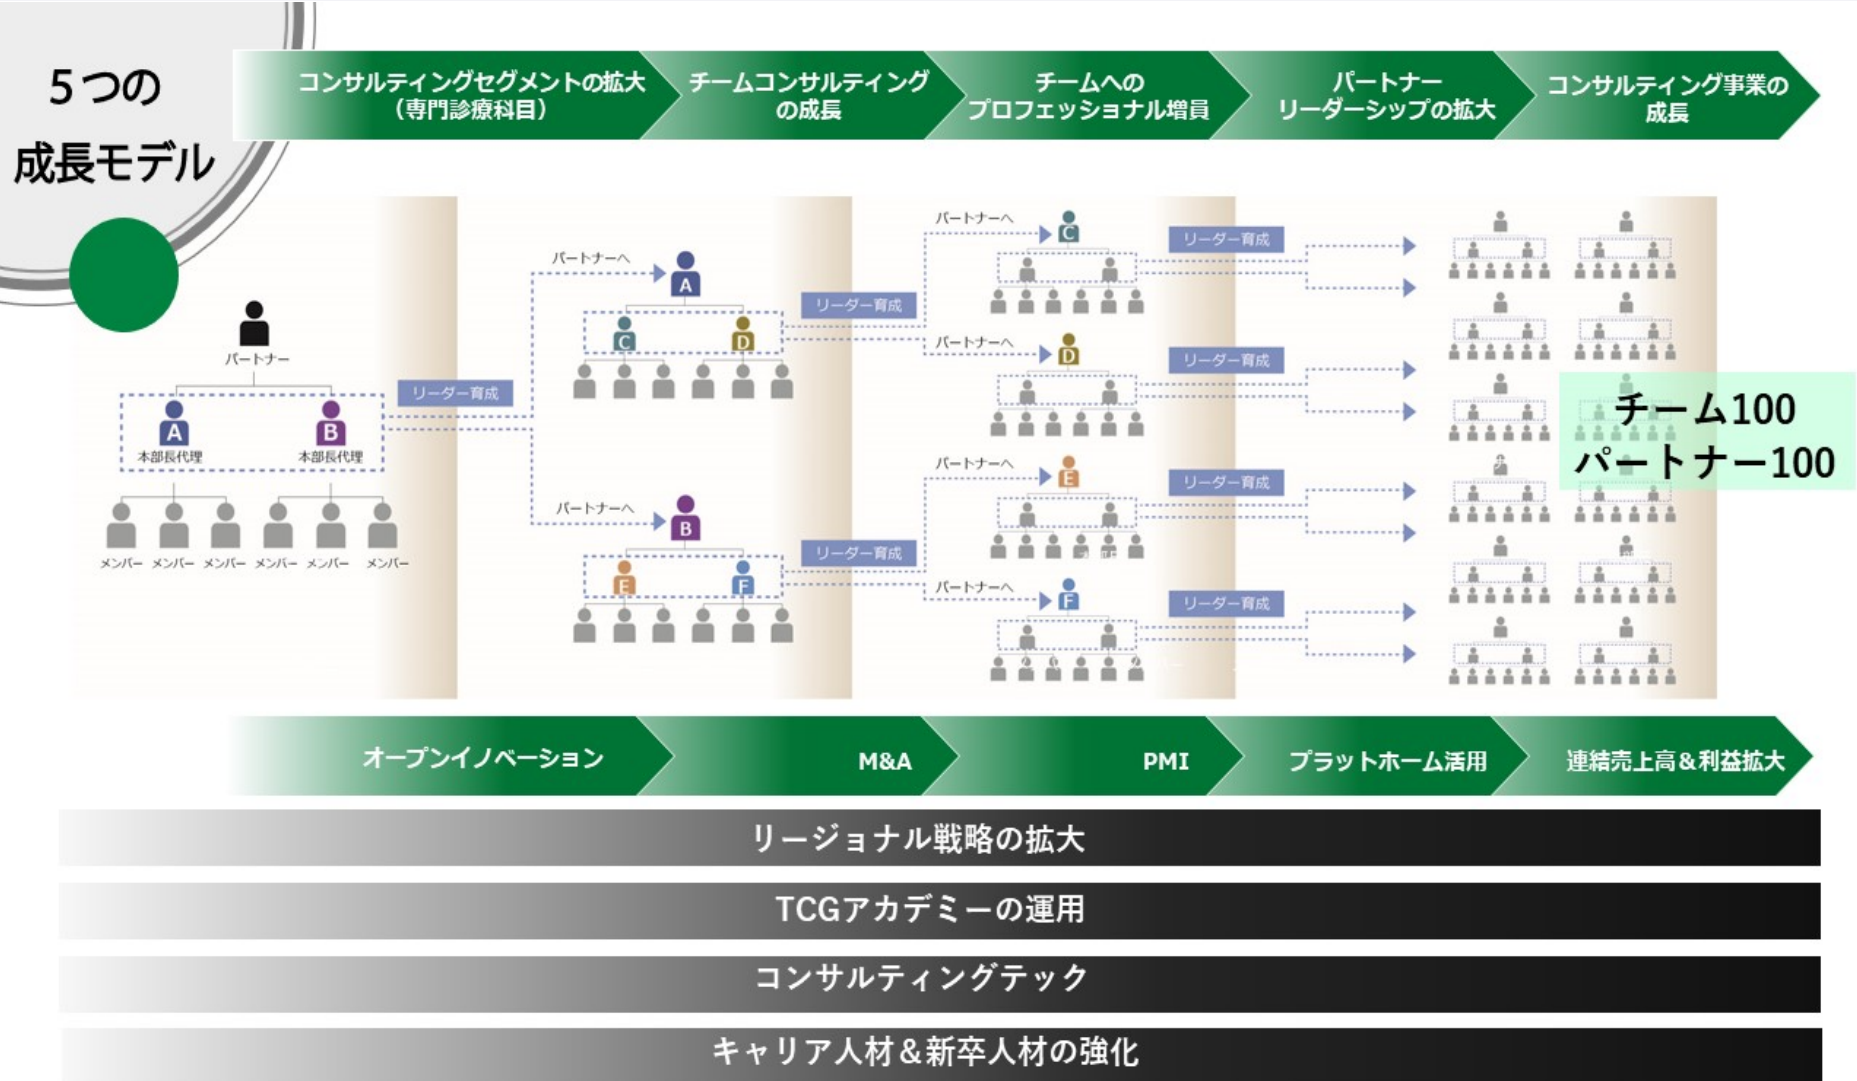 5つの
成長モデル
コンサルティングセグメントの拡大
（専門診療科目）
チームコンサルティング
の成長
チームへの
プロフェッショナル増員
パートナー
リーダーシップの拡大
コンサルティング事業の
成長
パートナー
A
B
本部長代理
本部長代理
メンバー メンバー メンバー メンバー メンバー メンバー
リーダー育成
パートナーへ
A
C
D
パートナーへ
B
E
F
リーダー育成
リーダー育成
パートナーへ
C
パートナーへ
D
パートナーへ
E
パートナーへ
F
リーダー育成
リーダー育成
リーダー育成
リーダー育成
チーム100
パートナー100
オープンイノベーション
M&A
PMI
プラットホーム活用
連結売上高＆利益拡大
リージョナル戦略の拡大
TCGアカデミーの運用
コンサルティングテック
キャリア人材＆新卒人材の強化